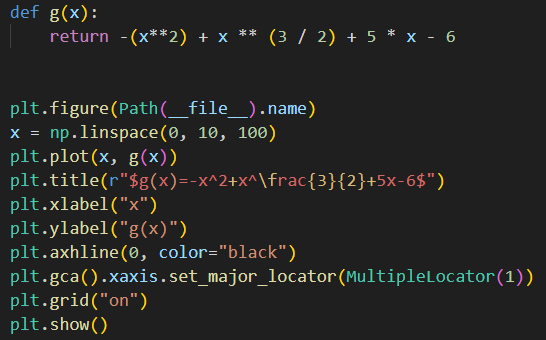 def g(x):
    return -(x**2) + x ** (3 / 2) + 5 * x - 6
plt.figure(Path(__file__).name)
x = np.linspace(0, 10, 100)
plt.plot(x, g(x))
plt.title(r"$g(x)=-x^2+x^\frac{3}{2}+5x-6$")
plt.xlabel("x")
plt.ylabel("g(x)")
plt.axhline(0, color="black")
plt.gca().xaxis.set_major_locator(MultipleLocator(1))
plt.grid("on")
plt.show()